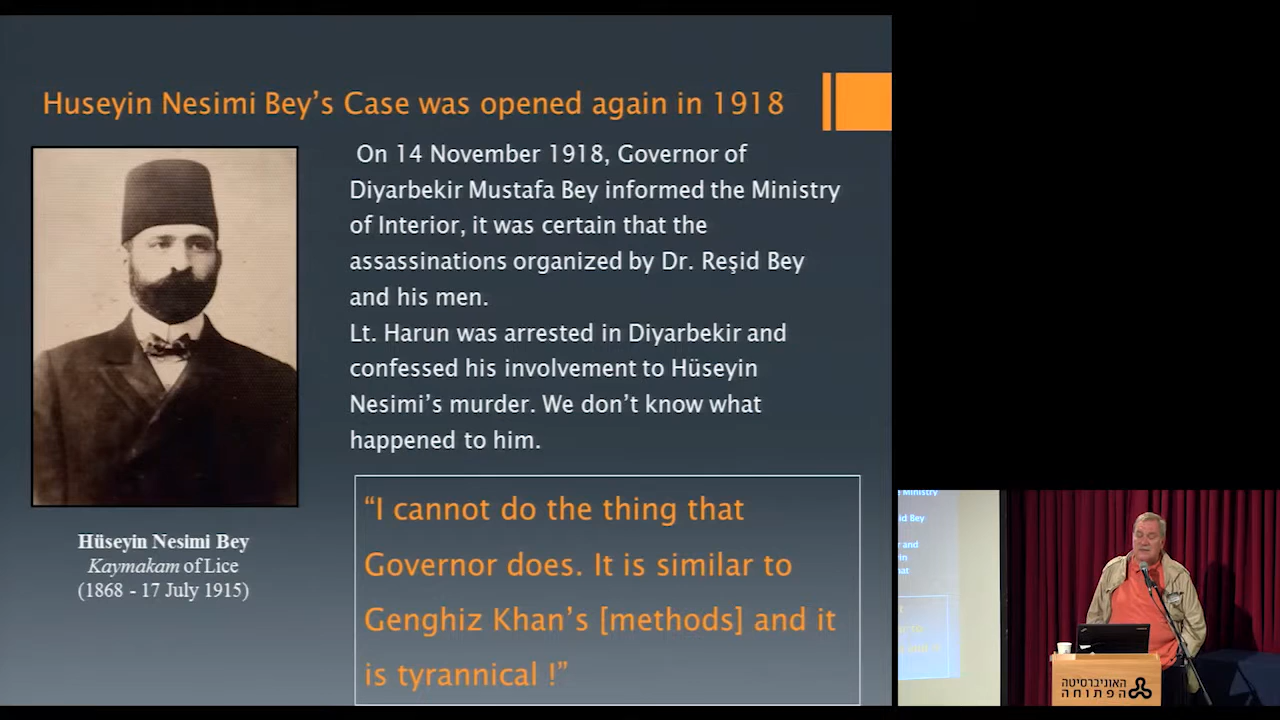 Huseyin Nesimi Bey’s Case was opened again in 1918
On 14 November 1918, Governor of
Diyarbekir Mustafa Bey informed the Ministry
of Interior, it was certain that the
assassinations organized by Dr. Reşid Bey
and his men.
Lt. Harun was arrested in Diyarbekir and
confessed his involvement to Hüseyin
Nesimi’s murder. We don’t know what
happened to him.
“I cannot do the thing that
Governor does. It is similar to
Genghiz Khan’s [methods] and it
is tyrannical !”
Hüseyin Nesimi Bey
Kaymakam of Lice
(1868 - 17 July 1915)
Ministry
id Bey
and
האוניברסיטה
הפתוחה